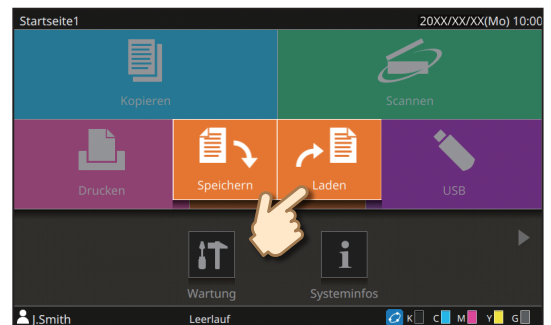 Startseite1 20XX/XX/XX(Mo) 10:00
Kopieren Scannen
Drucken Speichern Laden USB
Wartung Systeminfos
J.Smith Leerlauf K C M Y G